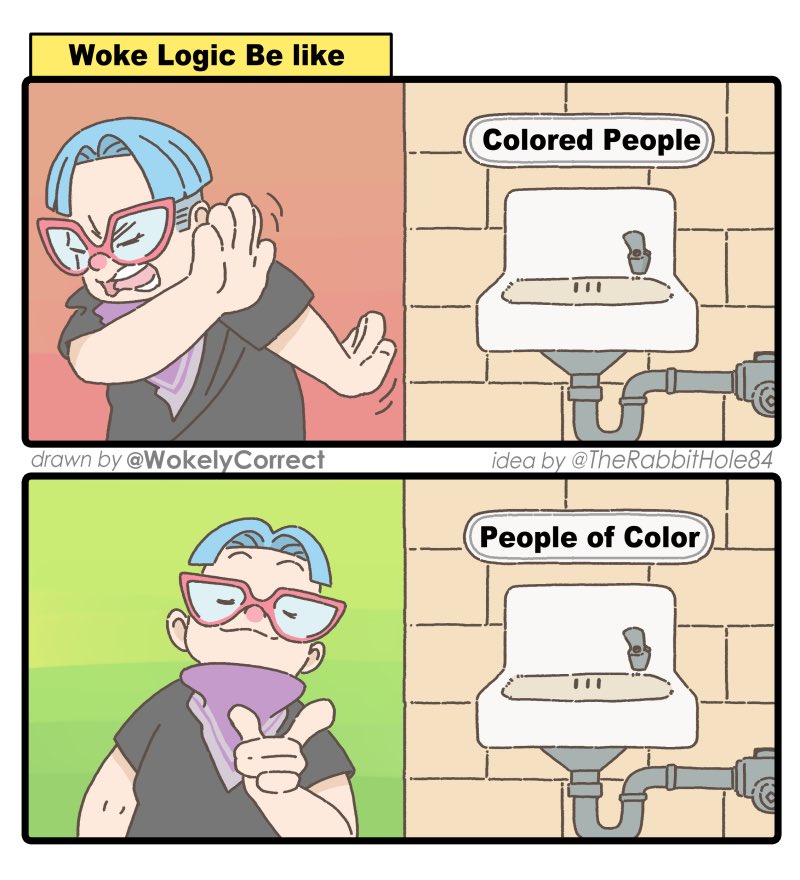 Woke Logic Be like
Colored People
drawn by @WokelyCorrect
idea by @TheRabbitHole84
People of Color